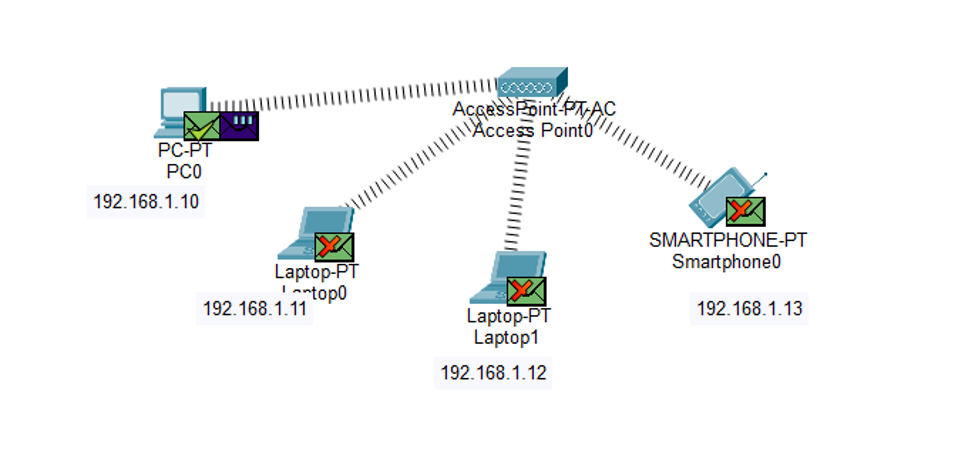 AccessPoint-PT-AC
Access Point0
PC-PT
PC0
192.168.1.10
Laptop-PT
Laptop0
192.168.1.11
Laptop-PT
Laptop1
192.168.1.12
SMARTPHONE-PT
Smartphone0
192.168.1.13